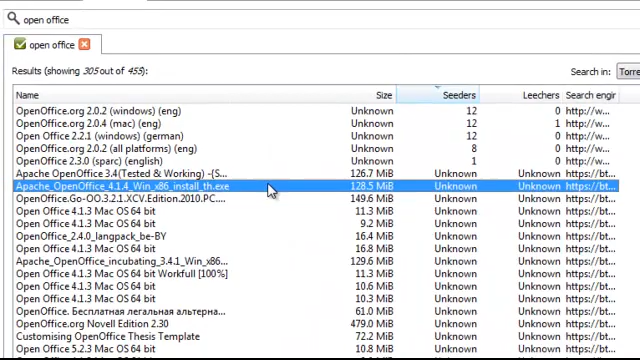 open office
open office
Results (showing 305 out of 455): Search in: Torre
Name Size Seeders Leechers Search engir
OpenOffice.org 2.0.2 (windows) (eng) Unknown 12 0 http://w...
OpenOffice.org 2.0.4 (mac) (eng) Unknown 12 1 http://w...
OpenOffice 2.2.1 (windows) (german) Unknown 12 0 http://w...
OpenOffice.org 2.0.2 (all platforms) (eng) Unknown 8 0 http://w...
OpenOffice 2.3.0 (sparc) (english) Unknown 1 0 http://w...
Apache OpenOffice 3.4(Tested & Working) -{S... 126.7 MiB Unknown Unknown https://bt...
Apache_OpenOffice_4.1.4_Win_x86_install_th.exe 128.5 MiB Unknown Unknown https://bt...
OpenOffice.Go-OO.3.2.1.XCV.Edition.2010.PC.... 149.6 MiB Unknown Unknown https://bt...
Open Office 4.1.3 Mac OS 64 bit 11.3 MiB Unknown Unknown https://bt...
Open Office 4.1.3 Mac OS 64 bit 9.2 MiB Unknown Unknown https://bt...
OpenOffice_2.4.0_langpack_be-BY 16.4 MiB Unknown Unknown https://bt...
Open Office 4.1.3 Mac OS 64 bit 16.8 MiB Unknown Unknown https://bt...
Apache_OpenOffice_incubating_3.4.1_Win_x86... 129.6 MiB Unknown Unknown https://bt...
Open Office 4.1.3 Mac OS 64 bit Workfull [100%] 11.3 MiB Unknown Unknown https://bt...
Open Office 4.1.3 Mac OS 64 bit 10.6 MiB Unknown Unknown https://bt...
Open Office 4.1.3 Mac OS 64 bit 10.3 MiB Unknown Unknown https://bt...
OpenOffice. Бесплатная легальная альтерна... 61.0 MiB Unknown Unknown https://bt...
OpenOffice.org Novell Edition 2.30 479.0 MiB Unknown Unknown https://bt...
Customising OpenOffice Thesis Template 72.2 MiB Unknown Unknown https://bt...
Open Office 5.2.3 Mac OS 64 bit 11.8 MiB Unknown Unknown https://bt...